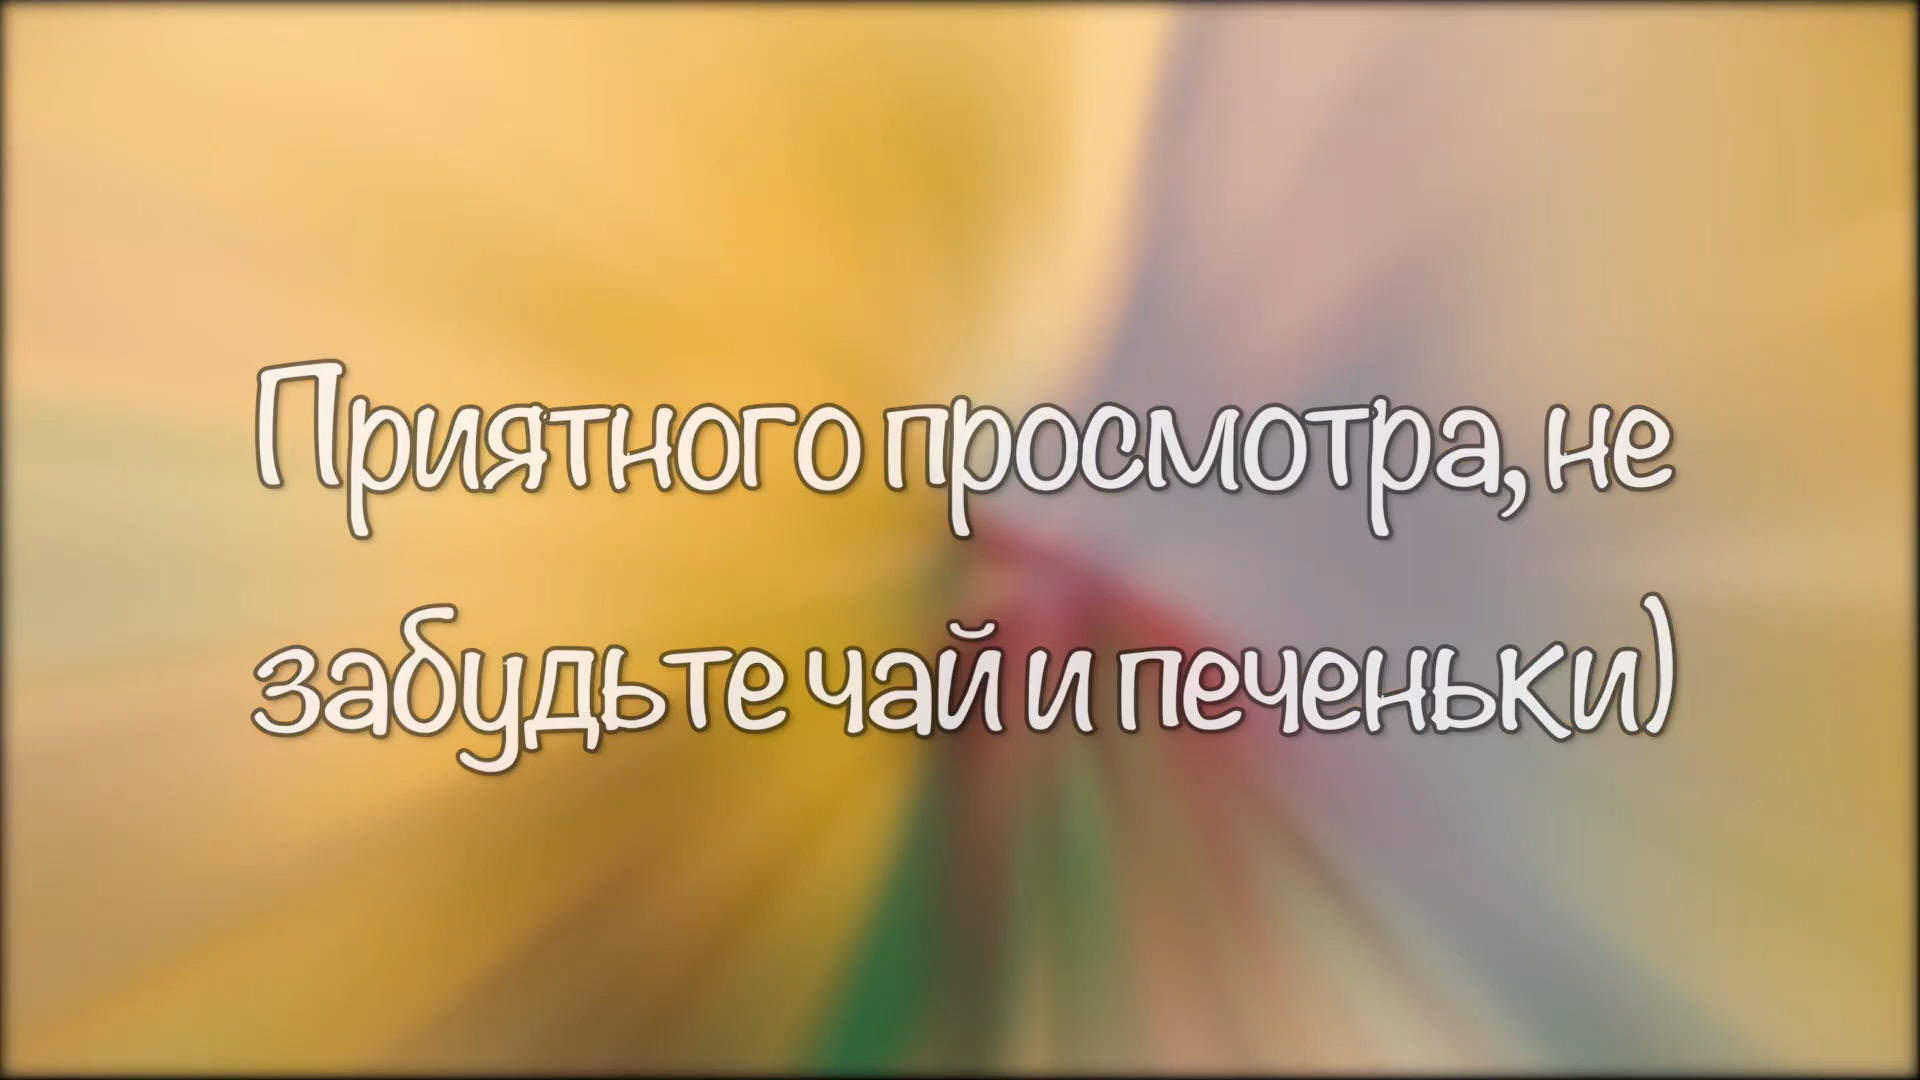 Приятного просмотра, не
забудьте чай и печеньки)